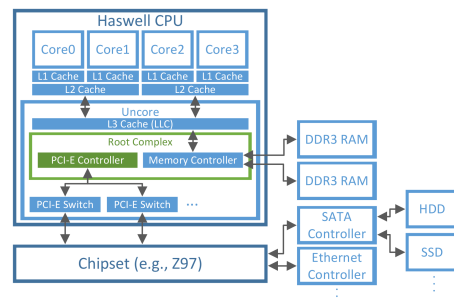 Haswell CPU
Core0 Core1 Core2 Core3
L1 Cache L1 Cache L1 Cache L1 Cache
L2 Cache L2 Cache
Uncore
L3 Cache (LLC)
Root Complex
PCI-E Controller Memory Controller
DDR3 RAM
DDR3 RAM
PCI-E Switch PCI-E Switch ...
SATA
Controller
HDD
SSD
Chipset (e.g., Z97)
Ethernet
Controller